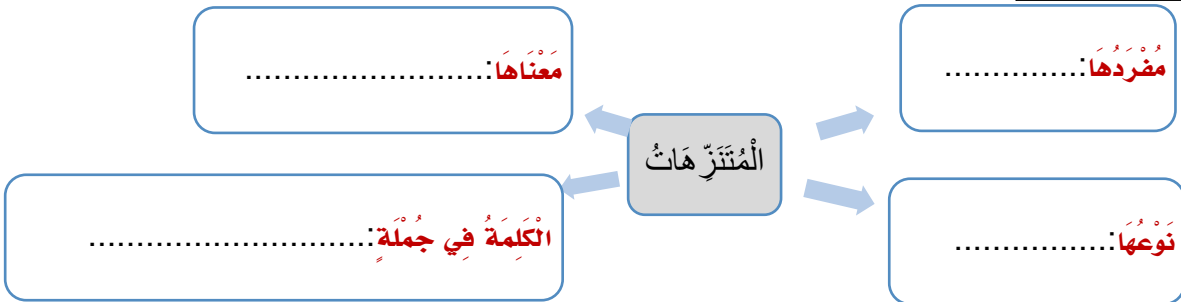 مُفْرَدُهَا:..............
مَعْنَاهَا:.........................
الْمُتَنَزِّهَاتُ
نَوْعُهَا:................
الْكَلِمَةُ فِي جُمْلَةٍ:.............................